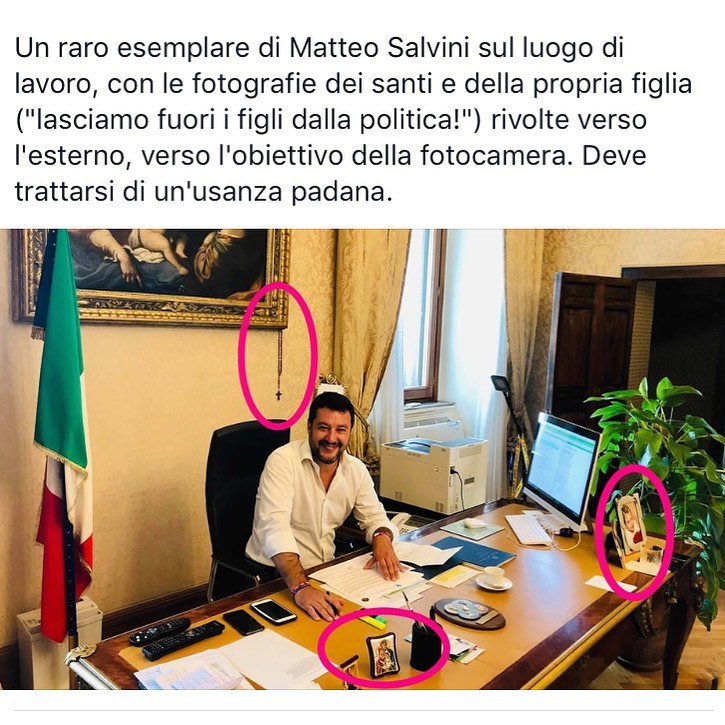 Un raro esemplare di Matteo Salvini sul luogo di
lavoro, con le fotografie dei santi e della propria figlia
("lasciamo fuori i figli dalla politica!") rivolte verso
l'esterno, verso l'obiettivo della fotocamera. Deve
trattarsi di un'usanza padana.